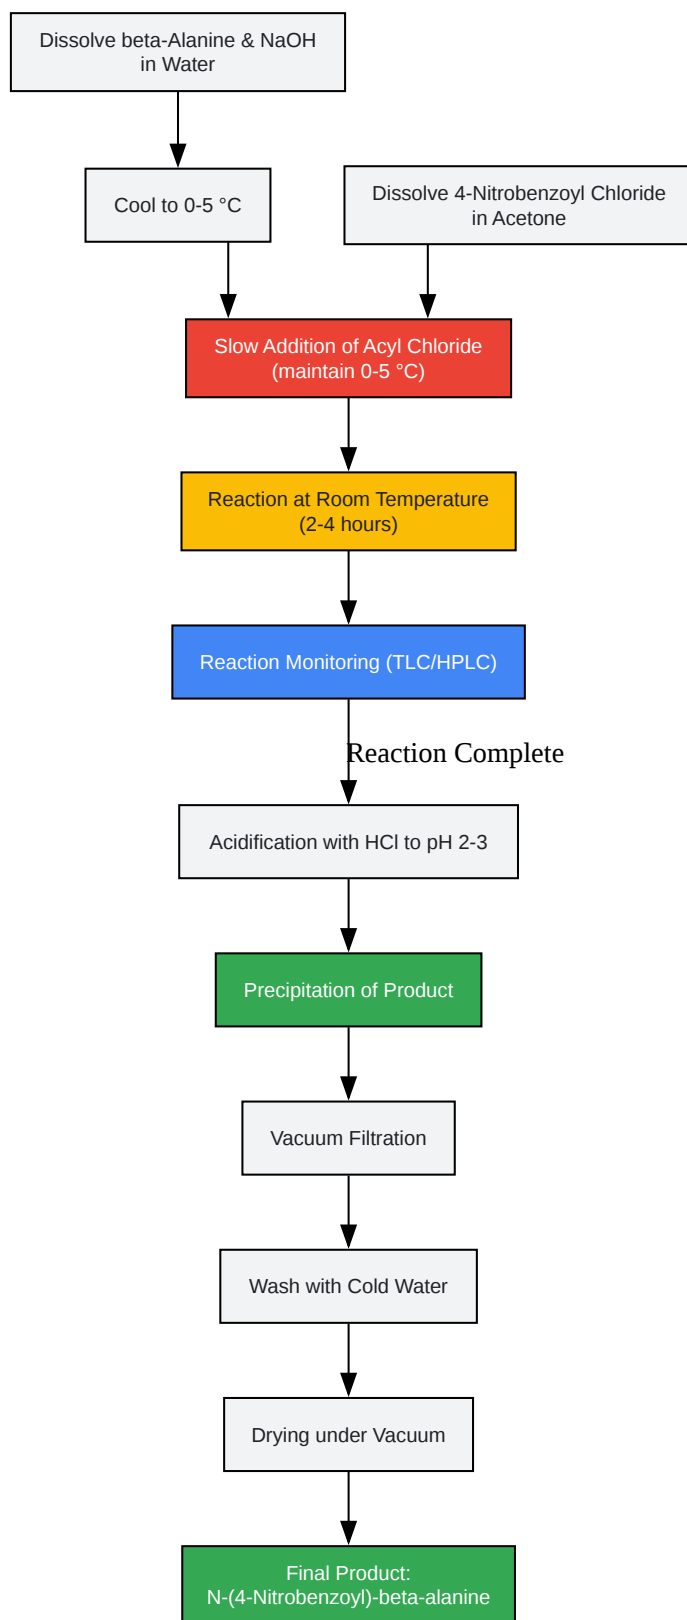 Dissolve beta-Alanine & NaOH
in Water
Cool to 0-5 °C
Dissolve 4-Nitrobenzoyl Chloride
in Acetone
Slow Addition of Acyl Chloride
(maintain 0-5 °C)
Reaction at Room Temperature
(2-4 hours)
Reaction Monitoring (TLC/HPLC)
Reaction Complete
Acidification with HCl to pH 2-3
Precipitation of Product
Vacuum Filtration
Wash with Cold Water
Drying under Vacuum
Final Product:
N-(4-Nitrobenzoyl)-beta-alanine